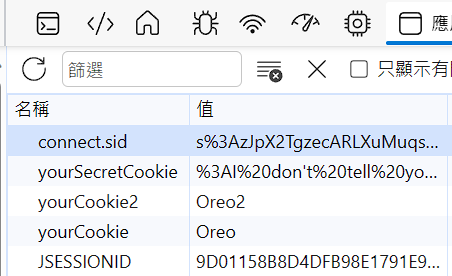 應
篩選
只顯示有
名稱 值
connect.sid s%3AzJpX2TgzecARLXuMuqs...
yourSecretCookie %3AI%20don't%20tell%20yo...
yourCookie2 Oreo2
yourCookie Oreo
JSESSIONID 9D01158B8D4DFB98E1791E9...